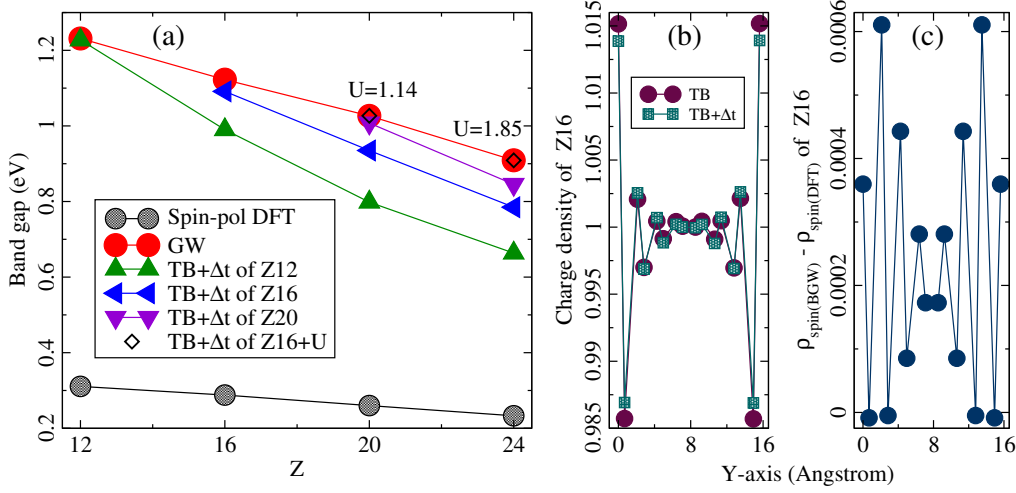 (a)
U=1.14
U=1.85
Spin-pol DFT
GW
TB+Δt of Z12
TB+Δt of Z16
TB+Δt of Z20
TB+Δt of Z16+U
Band gap (eV)
1.2
1
0.8
0.6
0.4
0.2
12
16
20
24
Z
(b)
TB
TB+Δt
Charge density of Z16
1.015
1.01
1.005
1
0.995
0.99
0.985
0
8
16
(c)
ρspin(BGW) - ρspin(DFT) of Z16
0.0006
0.0004
0.0002
0
0
8
16
Y-axis (Angstrom)